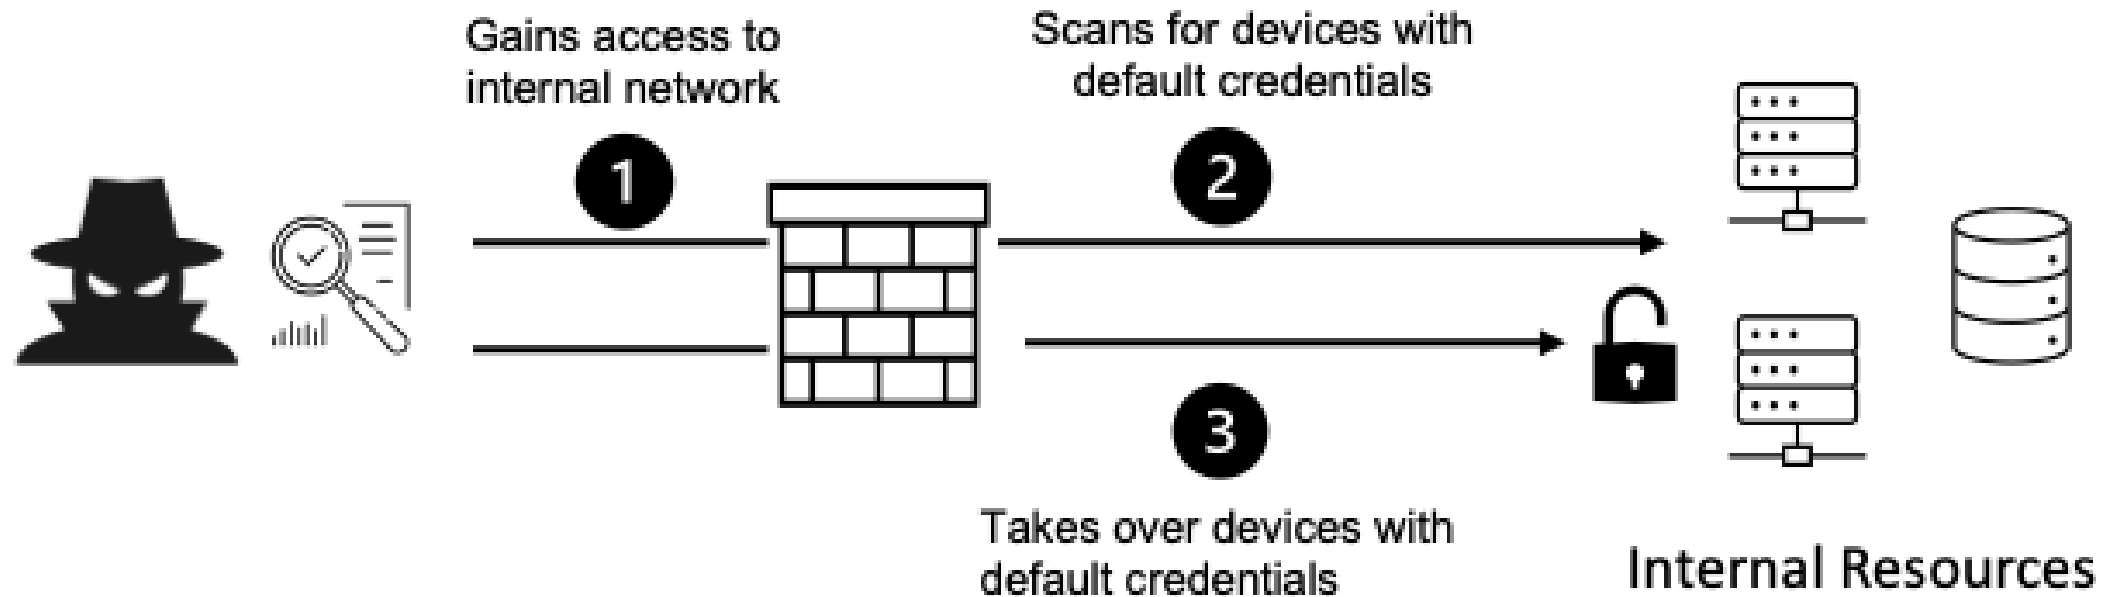 Gains access to
internal network
1
Scans for devices with
default credentials
2
3
Takes over devices with
default credentials
Internal Resources